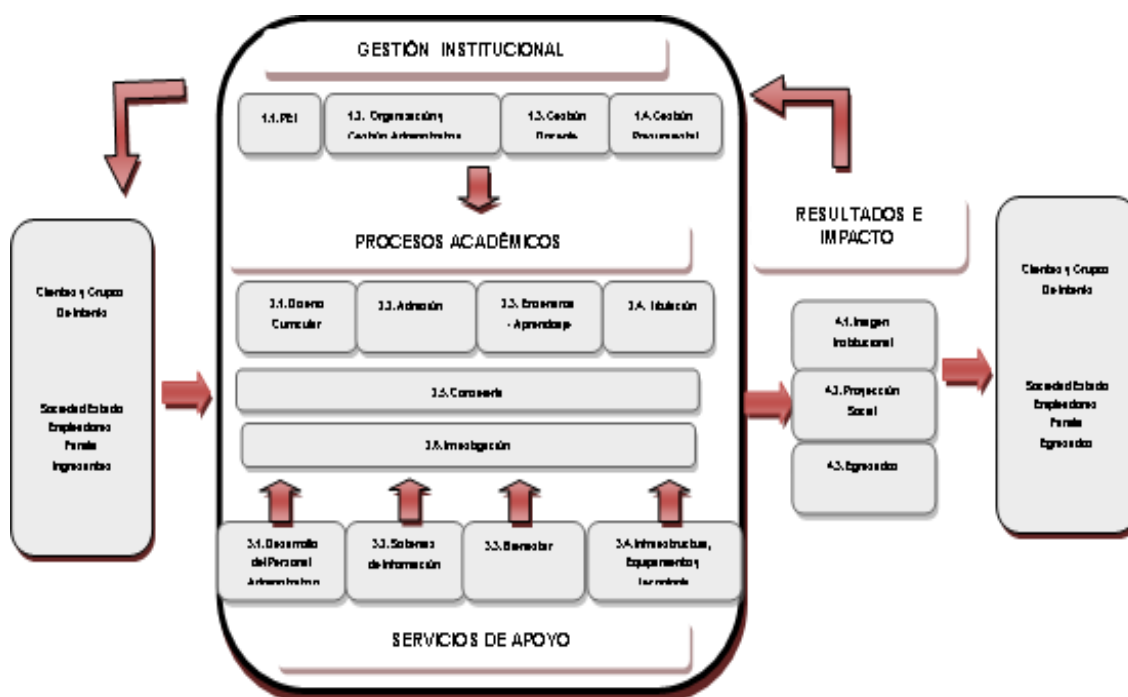 GESTIÓN INSTITUCIONAL
1.1. PEI
1.2. Organización y
Gestión Administrativa
1.3. Gestión
Docente
1.4. Gestión
Presupuestal
PROCESOS ACADÉMICOS
2.1. Diseño
Curricular
2.2. Admisión
2.3. Enseñanza
- Aprendizaje
2.4. Titulación
2.5.
2.6. Investigación
3.1. Desarrollo
del Personal
Administrativo
3.2. Sistemas
de Información
3.3. Bienestar
3.4. Infraestructura,
Equipamiento y
Tecnología
SERVICIOS DE APOYO
Clientes y Grupos
De Interés
Sociedad Estado
Empleadores
Ingresantes
RESULTADOS E
IMPACTO
4.1. Imagen
Institucional
4.2. Proyección
Social
4.3. Egresados
Clientes y Grupos
De Interés
Sociedad Estado
Empleadores
Egresados